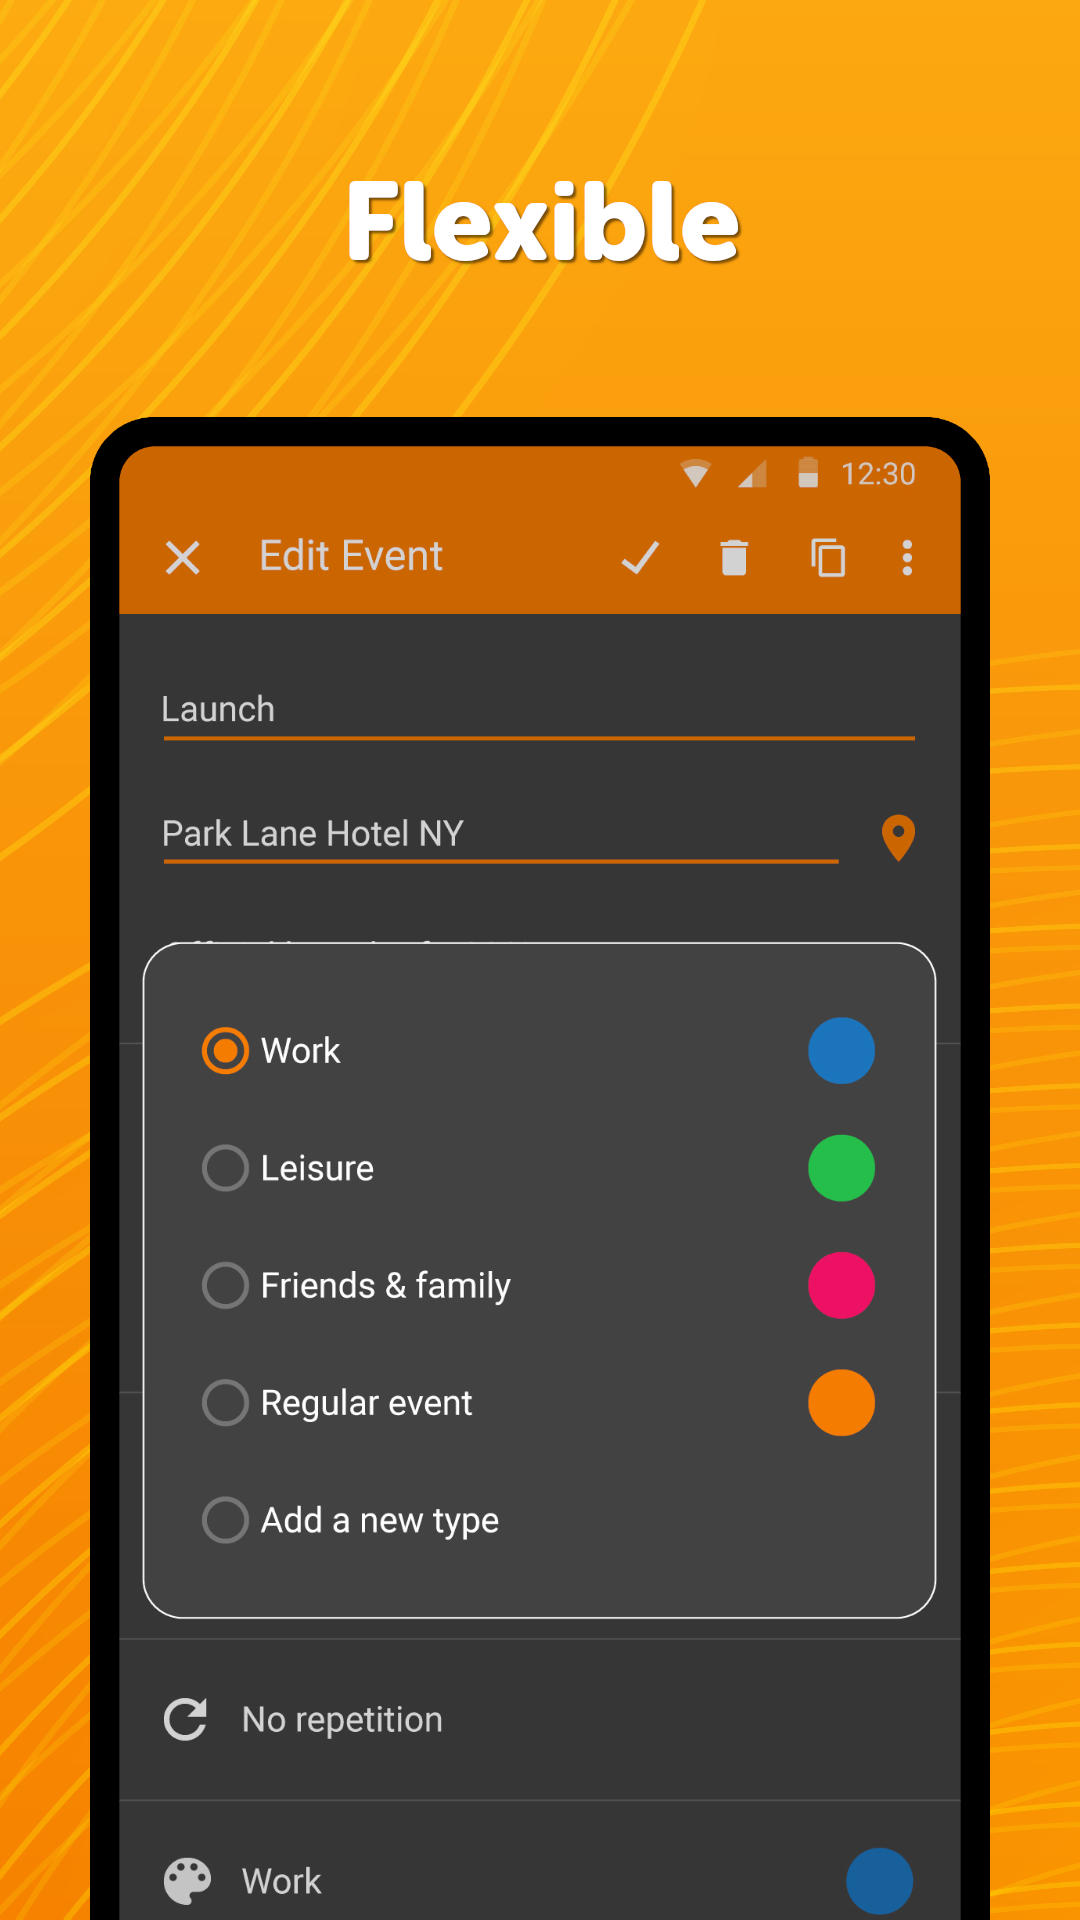 Flexible
12:30
Edit Event
Launch
Park Lane Hotel NY
Work
Leisure
Friends & family
Regular event
Add a new type
No repetition
Work